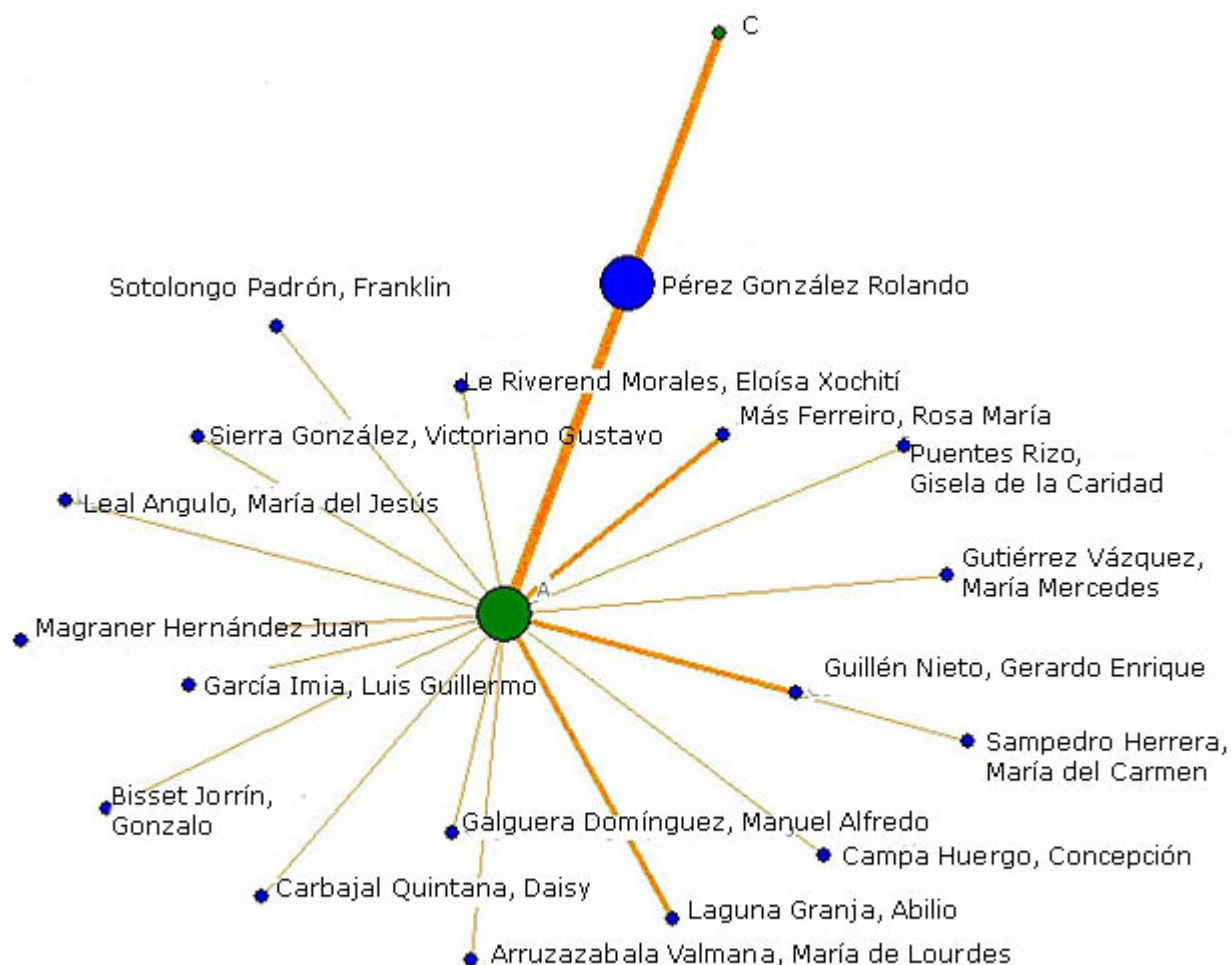 C
Pérez González Rolando
Sotolongo Padrón, Franklin
Le Riverend Morales, Eloísa Xochití
Más Ferreiro, Rosa María
Sierra González, Victoriano Gustavo
Puentes Rizo,
Gisela de la Caridad
Leal Angulo, María del Jesús
Gutiérrez Vázquez,
María Mercedes
A
Magraner Hernández Juan
Guillén Nieto, Gerardo Enrique
García Imia, Luis Guillermo
Sampedro Herrera,
María del Carmen
Bisset Jorrín,
Gonzalo
Galguera Domínguez, Manuel Alfredo
Campa Huergo, Concepción
Carbajal Quintana, Daisy
Laguna Granja, Abilio
Arruzazabala Valmana, María de Lourdes